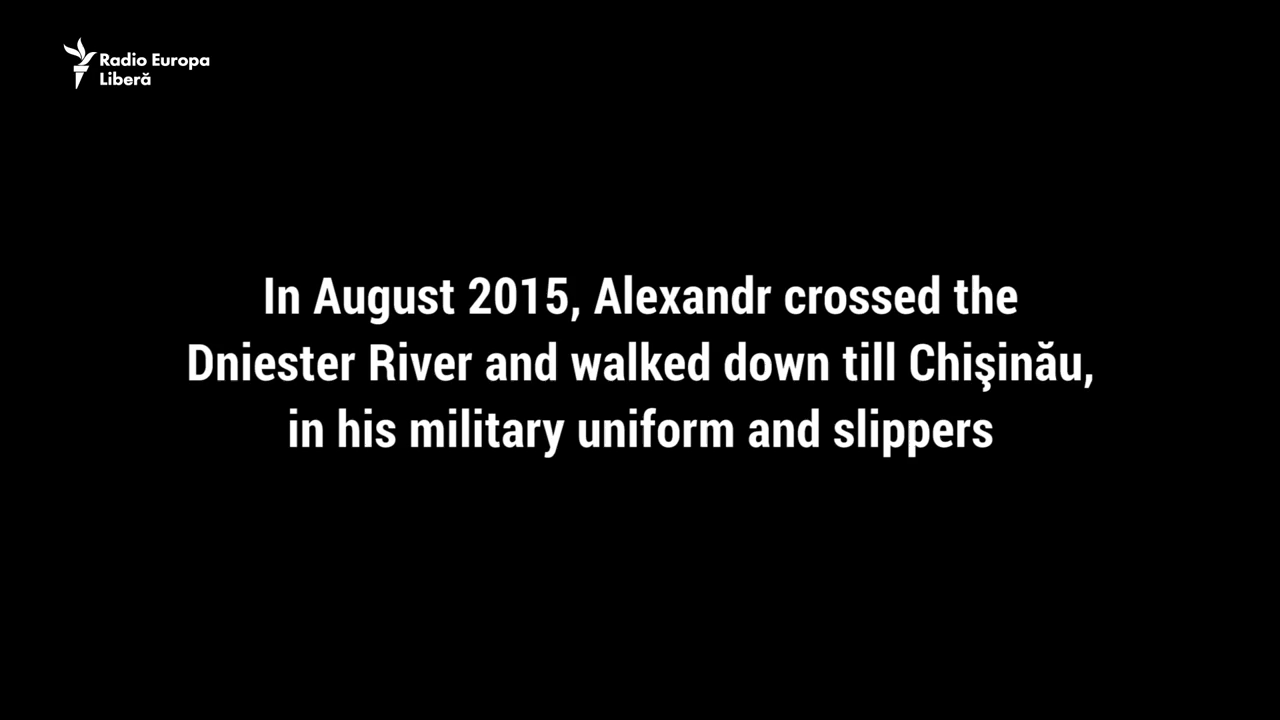 Radio Europa
Liberă
In August 2015, Alexandr crossed the
Dniester River and walked down till Chişinău,
in his military uniform and slippers